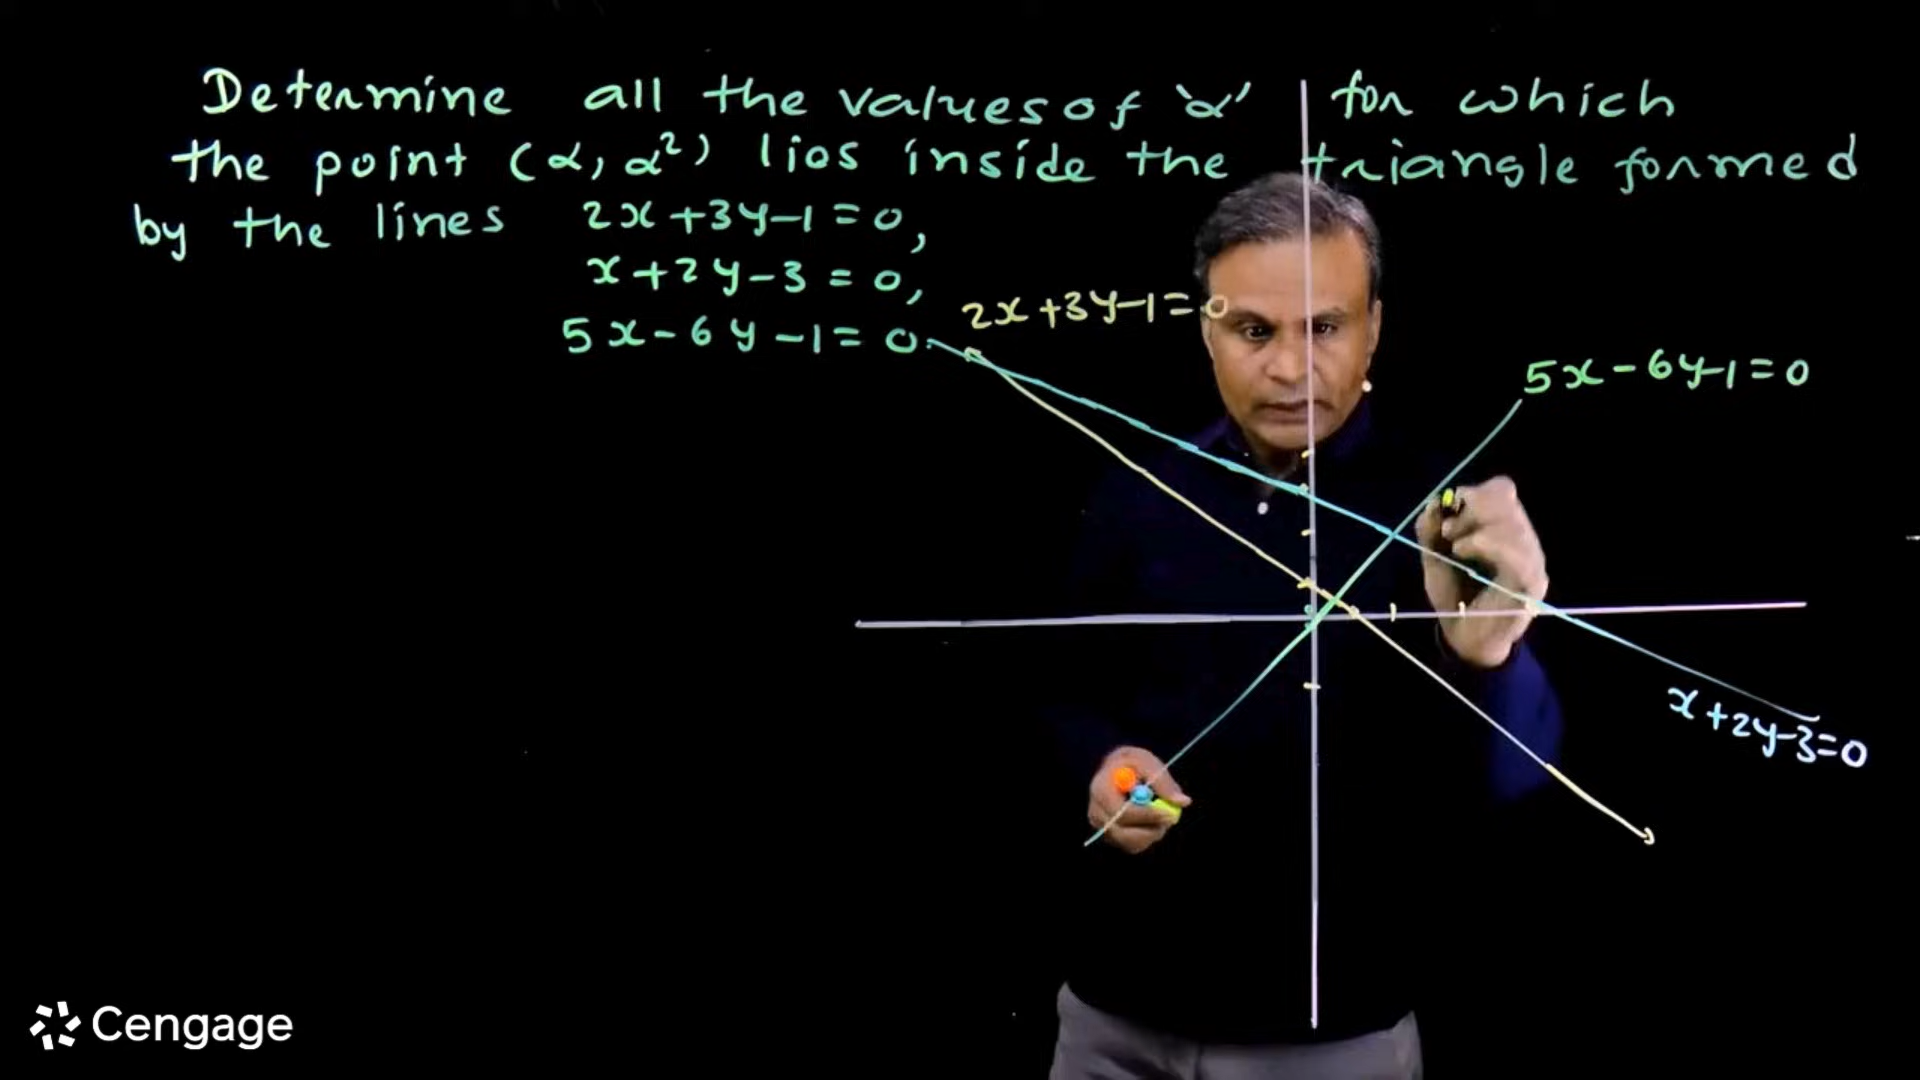 Determine all the values of 'α' for which
the point (α, α²) lies inside the triangle formed
by the lines 2x+3y-1=0,
x+2y-3=0,
5x-6y-1=0.
2x+3y-1=0
5x-6y-1=0
x+2y-3=0
Cengage